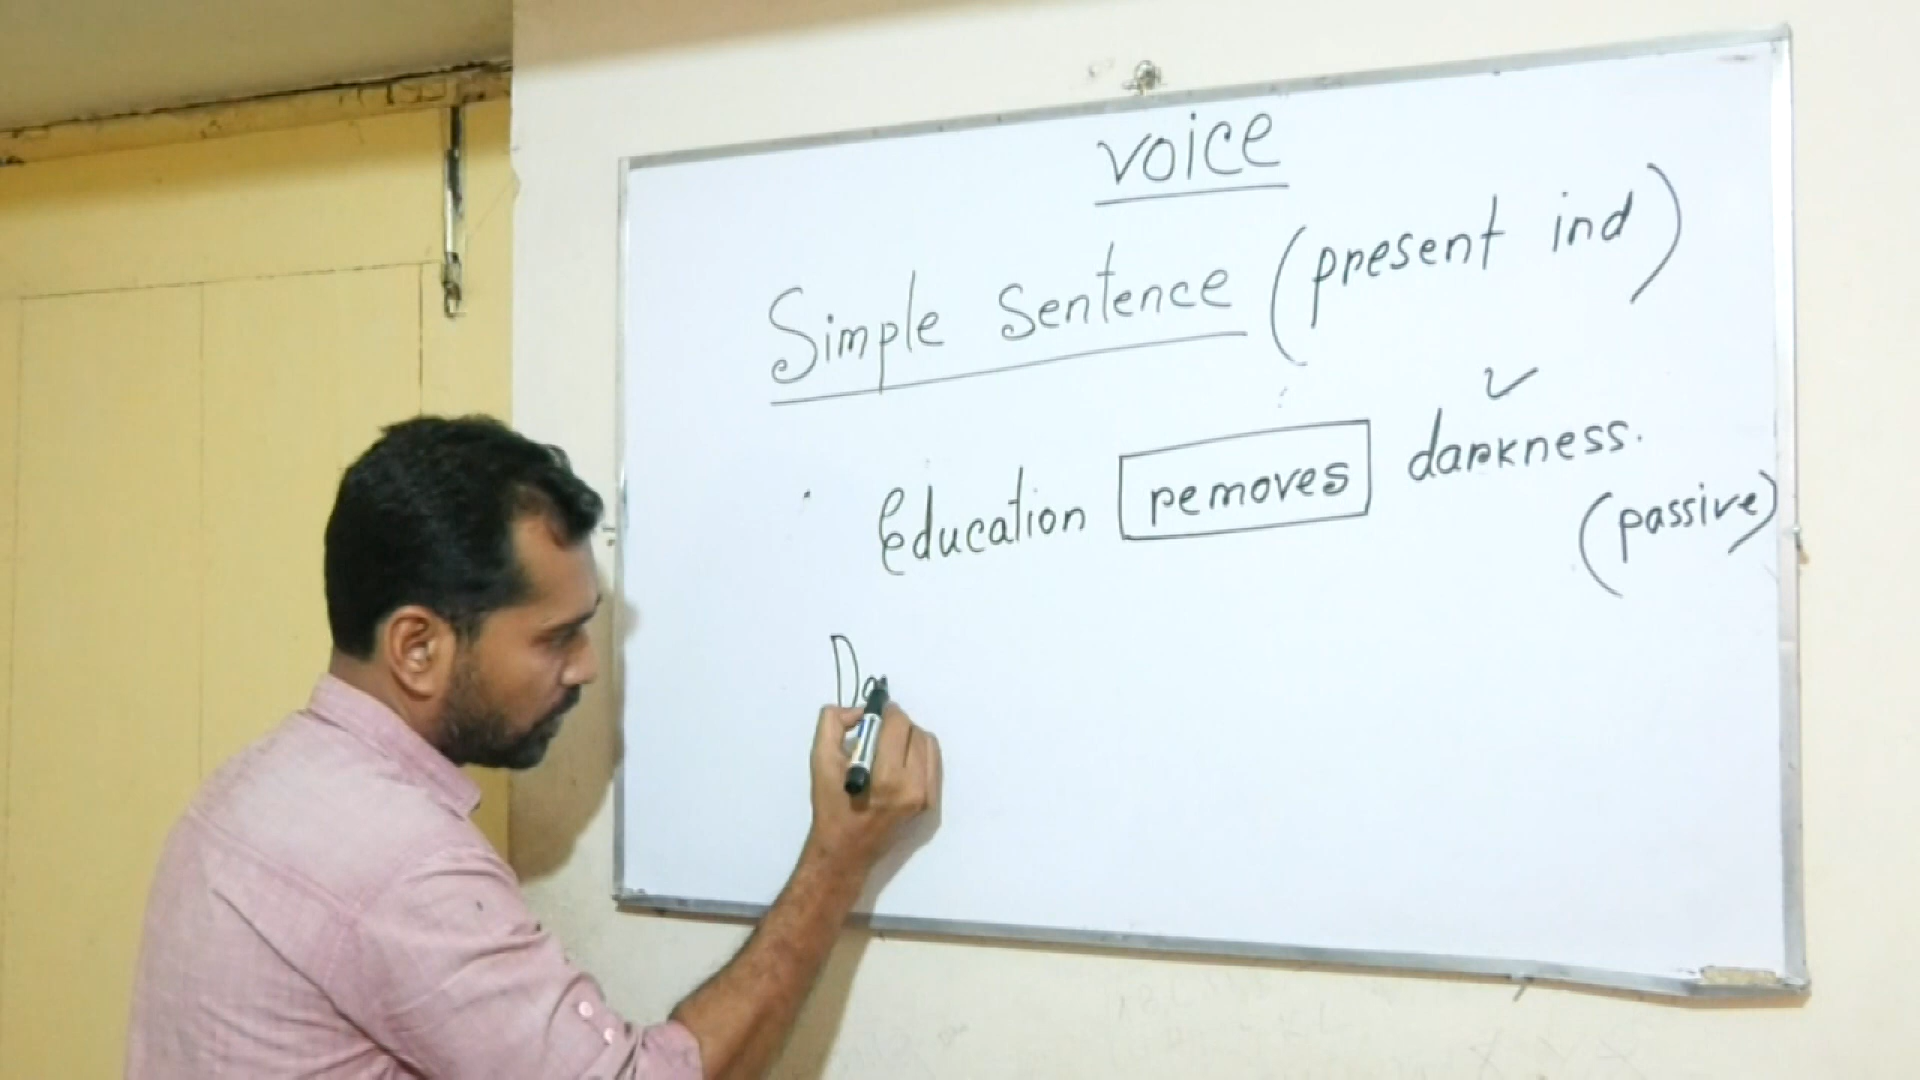 voice
Simple Sentence (present ind)
Education removes darkness.
(passive)
Da